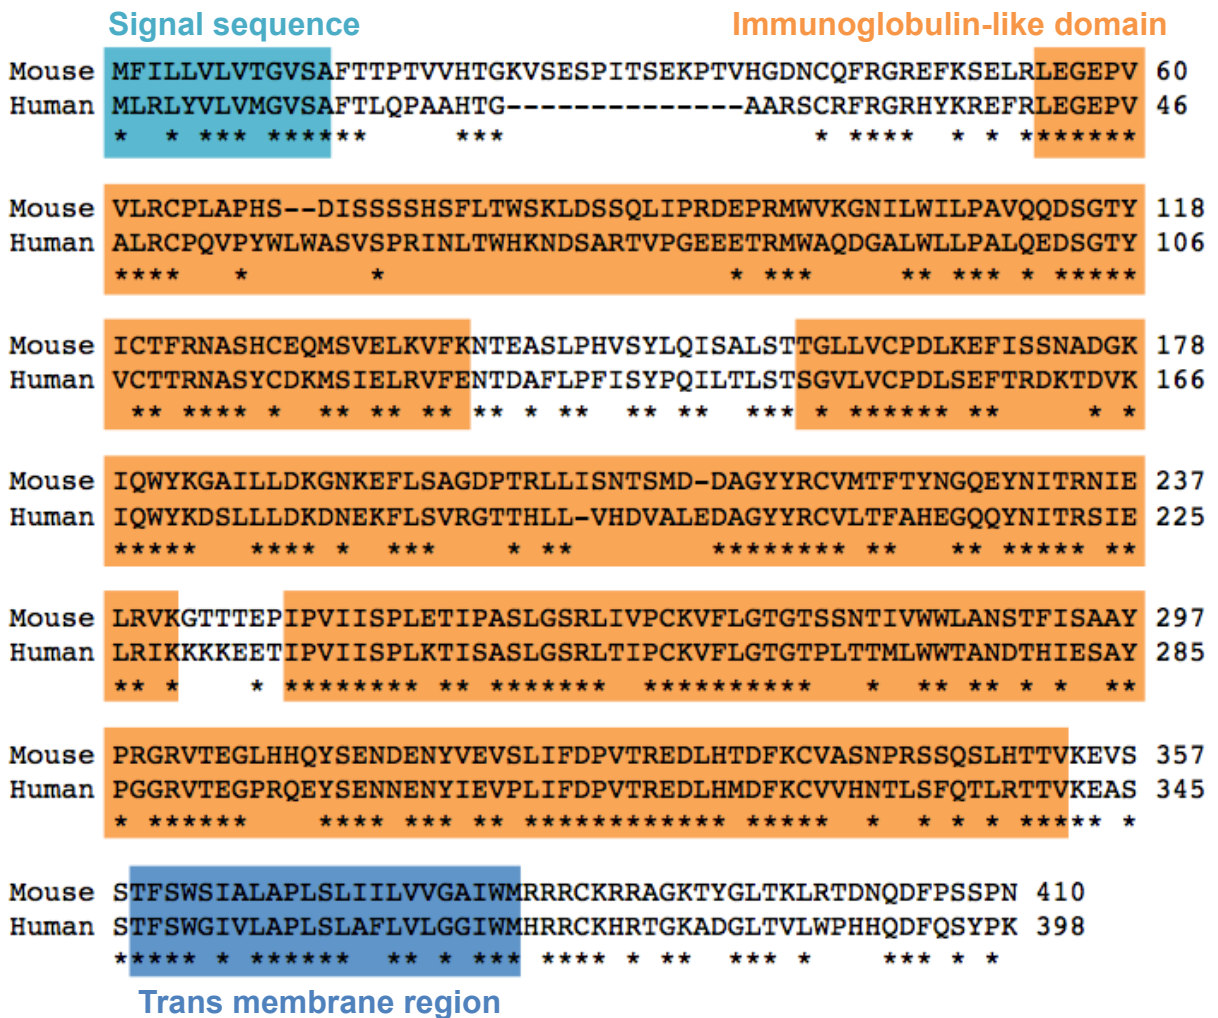 Signal sequence Immunoglobulin-like domain
Mouse MFILLVLVTGVSAFTTPTVVHTGKVSESPITSEKPTVHGDNCQFRGREFKSELRLEGEPV 60
Human MLRLYVLVMGVSAFTLQPAAHTG--------------AARSCRFRGRHYKREFRLEGEPV 46
* * *** ****** *** * **** * * *******
Mouse VLRCPLAPHS--DISSSSHSFLTWSKLDSSQLIPRDEPRMWVKGNILWILPAVQQDSGTY 118
Human ALRCPQVPYWLWASVSPRINLTWHKNDSARTVPGEEETRMWAQDGALWLLPALQEDSGTY 106
**** * * * *** ** *** * *****
Mouse ICTFRNASHCEQMSVELKVFKNTEASLPHVSYLQISALSTTGLLVCPDLKEFISSNADGK 178
Human VCTTRNASYCDKMSIELRVFENTDAFLPFISYPQILTLSTSGVLVCPDLSEFTRDKTDVK 166
** **** * ** ** ** ** * ** ** ** *** * ****** ** * *
Mouse IQWYKGAILLDKGNKEFLSAGDPTRLLISNTSMD-DAGYYRCVMTFTYNGQEYNITRNIE 237
Human IQWYKDSLLLDKDNEKFLSVRGTTHLL-VHDVALEDAGYYRCVLTFAHEGQQYNITRSIE 225
***** **** * *** * ** ******** ** ** ***** **
Mouse LRVKGTTTEPIPVIISPLETIPASLGSRLIVPCKVFLGTGTSSNTIVWWLANSTFISAAY 297
Human LRIKKKKEETIPVIISPLKTISASLGSRLTIPCKVFLGTGTPLTTMLWWTANDTHIESAY 285
** * * ******** ** ******* ********** * ** ** * * **
Mouse PRGRVTEGLHHQYSENDENYVEVSLIFDPVTREDLHTDFKCVASNPRSSQSLHTTVKEVS 357
Human PGGRVTEGPRQEYSENNENYIEVPLIFDPVTREDLHMDFKCVVHNTLSFQTLRTTVKEAS 345
* ****** **** *** ** ************ ***** * * * * ***** *
Mouse STFSWSIALAPLSLIILVVGAIWMRRRCKRRAGKTYGLTKLRTDNQDFPSSPN 410
Human STFSWGIVLAPLSLAFLVLGGIWMHRRCKHRTGKADGLTVLWPHHQDFQSYPK 398
***** * ****** ** * *** **** * ** *** * *** * *
Trans membrane region